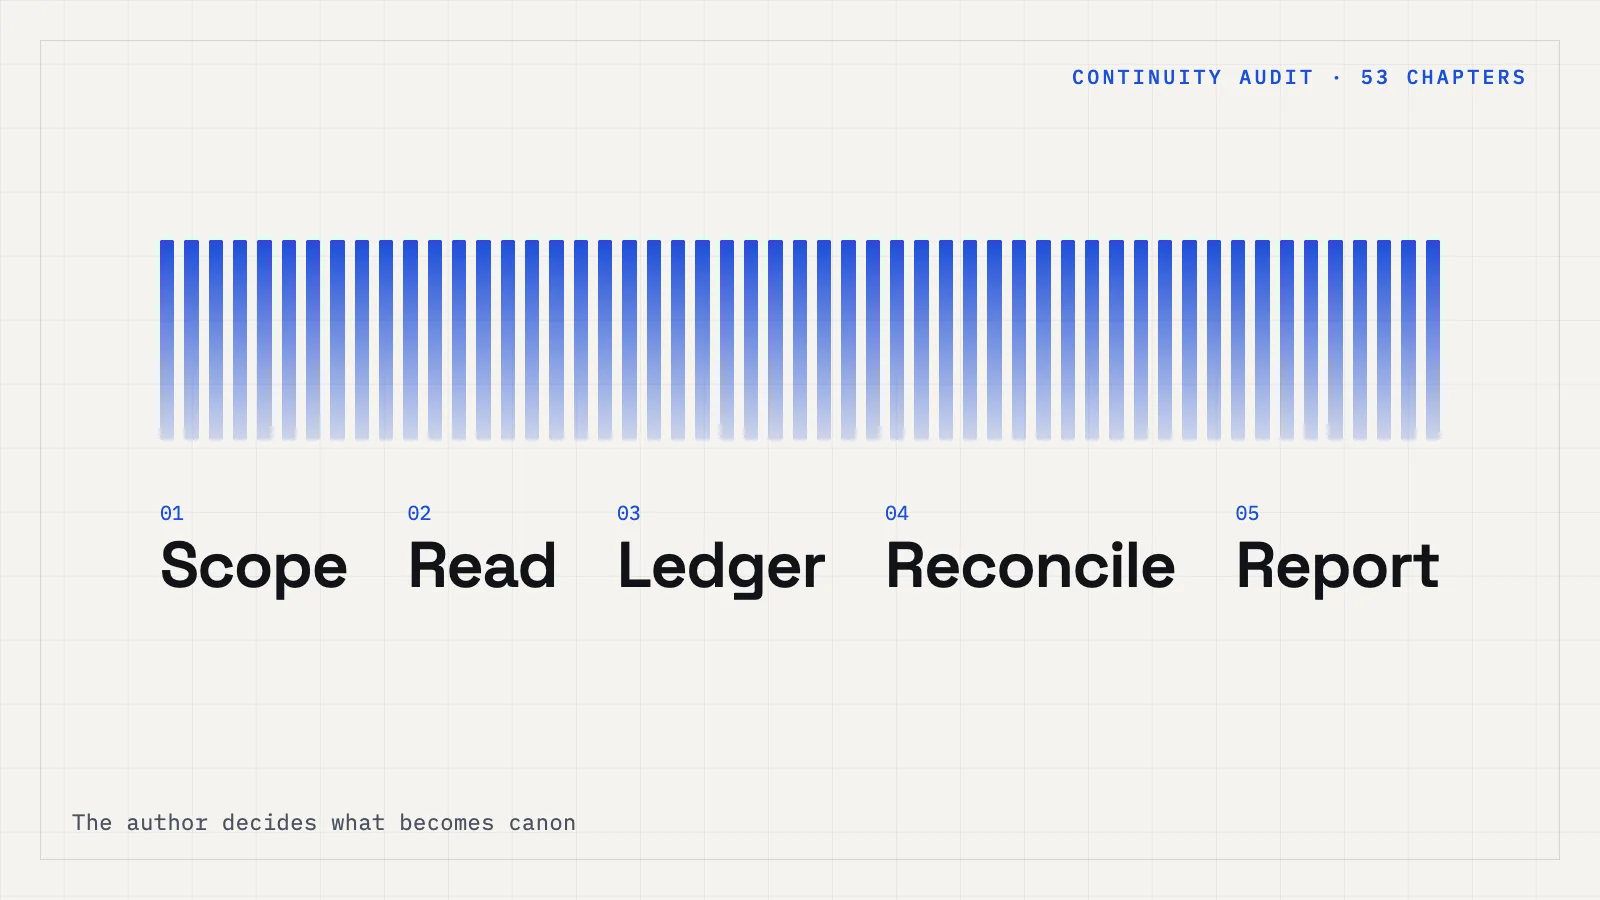 CONTINUITY AUDIT · 53 CHAPTERS
01 02 03 04 05
Scope Read Ledger Reconcile Report
The author decides what becomes canon